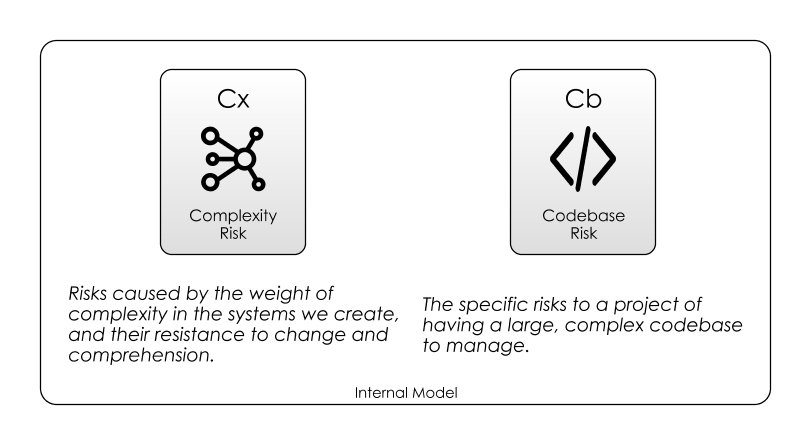 Cx
Complexity
Risk
Risks caused by the weight of
complexity in the systems we create,
and their resistance to change and
comprehension.
Cb
Codebase
Risk
The specific risks to a project of
having a large, complex codebase
to manage.
Internal Model